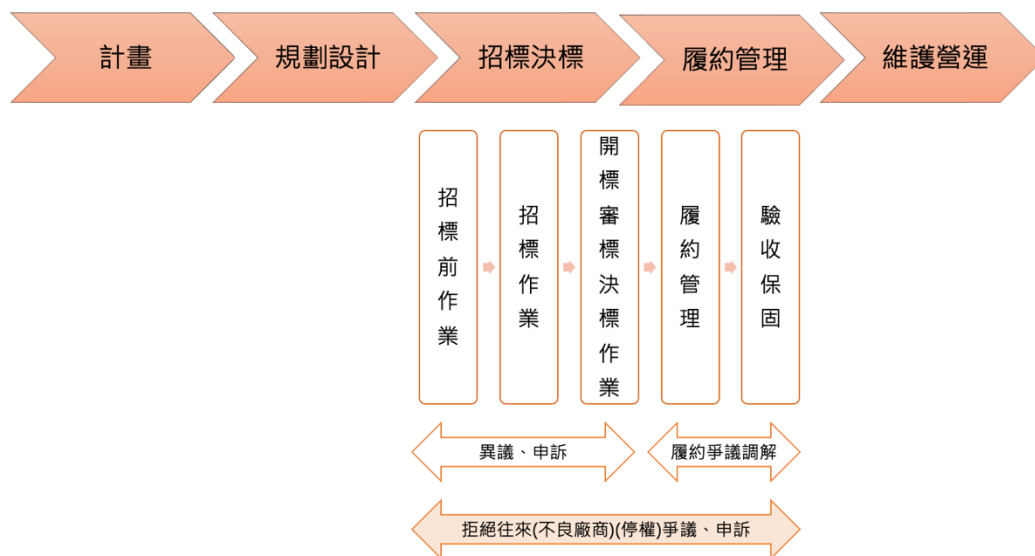 計畫
規劃設計
招標決標
履約管理
維護營運
招標前作業
招標作業
開標審標決標作業
履約管理
驗收保固
異議、申訴
履約爭議調解
拒絕往來(不良廠商)(停權)爭議、申訴